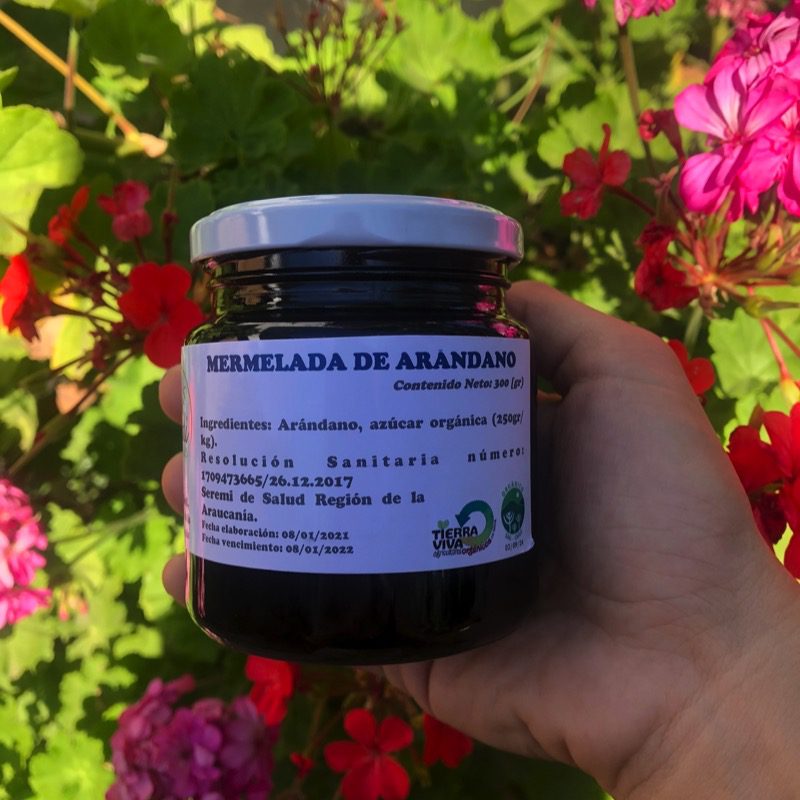 MERMELADA DE ARÁNDANO
Contenido Neto: 300 [gr]
Ingredientes: Arándano, azúcar orgánica (250gr/
kg).
Resolución Sanitaria número:
1709473665/26.12.2017
Seremi de Salud Región de la
Araucanía.
Fecha elaboración: 08/01/2021
Fecha vencimiento: 08/01/2022
TIERRA
VIVA